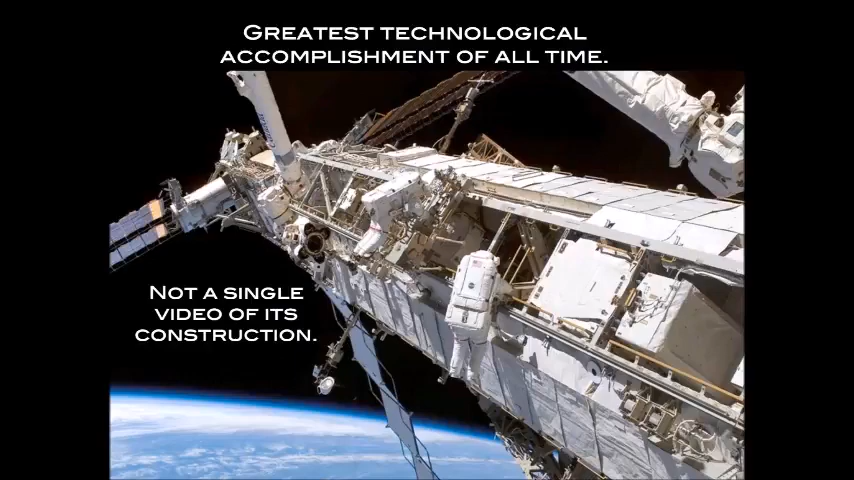 Greatest technological
accomplishment of all time.
Not a single
video of its
construction.